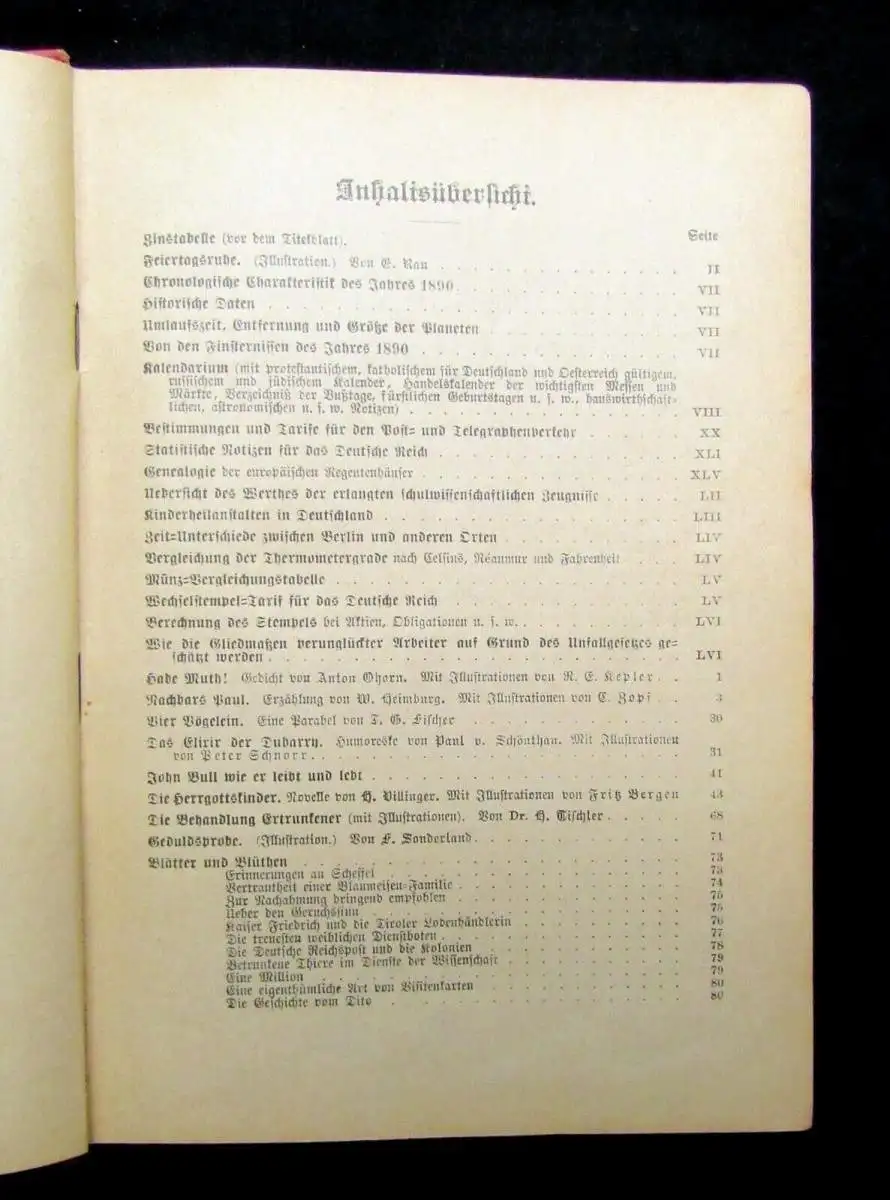 Inhaltsübersicht.
Seite
Zinstabelle (vor dem Titelblatt).
Feiertagsruhe. (Illustration.) Von E. Rau . . . II
Chronologische Charakteristik des Jahres 1890 . . . VII
Historische Daten . . . VII
Umlaufszeit, Entfernung und Größe der Planeten . . . VII
Von den Finsternissen des Jahres 1890 . . . VII
Kalendarium (mit protestantischem, katholischem für Deutschland und Oesterreich gültigem,
russischem und jüdischem Kalender, Handelskalender der wichtigsten Messen und
Märkte, Verzeichniß der Bußtage, fürstlichen Geburtstagen u. s. w., hauswirthschaft-
lichen, astronomischen u. s. w. Notizen) . . . VIII
Bestimmungen und Tarife für den Post- und Telegraphenverkehr . . . XX
Statistische Notizen für das Deutsche Reich . . . XLI
Genealogie der europäischen Regentenhäuser . . . XLV
Uebersicht des Werthes der erlangten schulwissenschaftlichen Zeugnisse . . . LII
Kinderheilanstalten in Deutschland . . . LIII
Zeit-Unterschiede zwischen Berlin und anderen Orten . . . LIV
Vergleichung der Thermometergrade nach Celsius, Réaumur und Fahrenheit . . . LIV
Münz-Vergleichungstabelle . . . LV
Wechselstempel-Tarif für das Deutsche Reich . . . LV
Berechnung des Stempels bei Aktien, Obligationen u. s. w. . . . LVI
Wie die Gliedmaßen verunglückter Arbeiter auf Grund des Unfallgesetzes ge-
schätzt werden . . . LVI
Habe Muth! Gedicht von Anton Ohorn. Mit Illustrationen von R. E. Kepler . . 1
Nachbars Paul. Erzählung von W. Heimburg. Mit Illustrationen von C. Zopf . . 3
Vier Vögelein. Eine Parabel von J. G. Fischer . . . 30
Das Elixir der Dubarry. Humoreske von Paul v. Schönthan. Mit Illustrationen
von Peter Schnorr . . . 31
John Bull wie er leibt und lebt . . . 41
Die Herrgottskinder. Novelle von H. Villinger. Mit Illustrationen von Fritz Bergen 43
Die Behandlung Ertrunkener (mit Illustrationen). Von Dr. H. Tischler . . . 68
Geduldsprobe. (Illustration.) Von F. Sonderland . . . 71
Blätter und Blüthen . . . 73
Erinnerungen an Scheffel . . . 73
Vertrautheit einer Blaumeisen-Familie . . . 74
Zur Nachahmung dringend empfohlen . . . 75
Ueber den Geruchssinn . . . 75
Kaiser Friedrich und die Tiroler Lodenhändlerin . . . 76
Die treuesten weiblichen Dienstboten . . . 77
Die Deutsche Reichspost und die Kolonien . . . 78
Betrunkene Thiere im Dienste der Wissenschaft . . . 79
Eine Million . . . 79
Eine eigenthümliche Art von Visitenkarten . . . 80
Die Geschichte vom Tito . . . 80